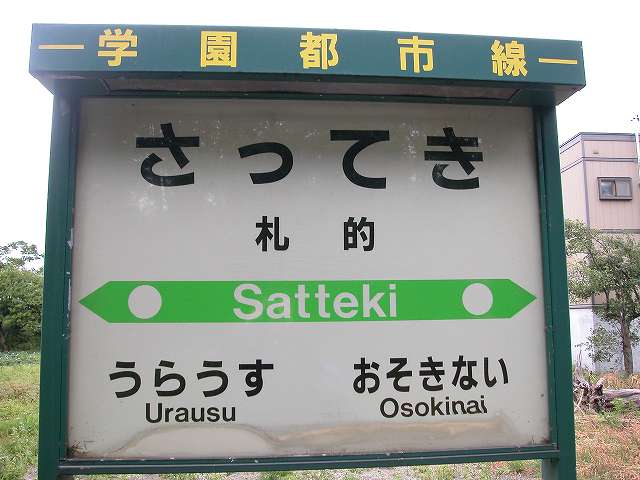 ―学園都市線―
さってき
札的
Satteki
うらうす おそきない
Urausu Osokinai